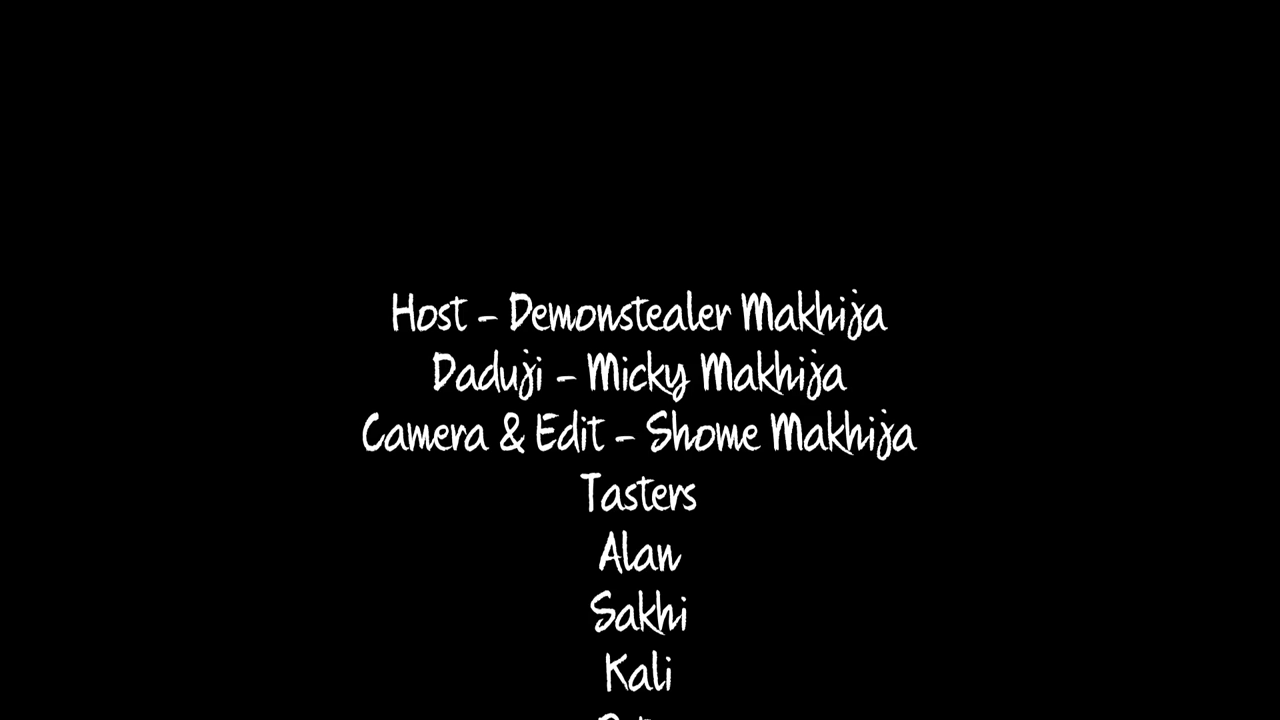 Host - Demonstealer Makhija
Daduji - Micky Makhija
Camera & Edit - Shome Makhija
Tasters
Alan
Sakhi
Kali